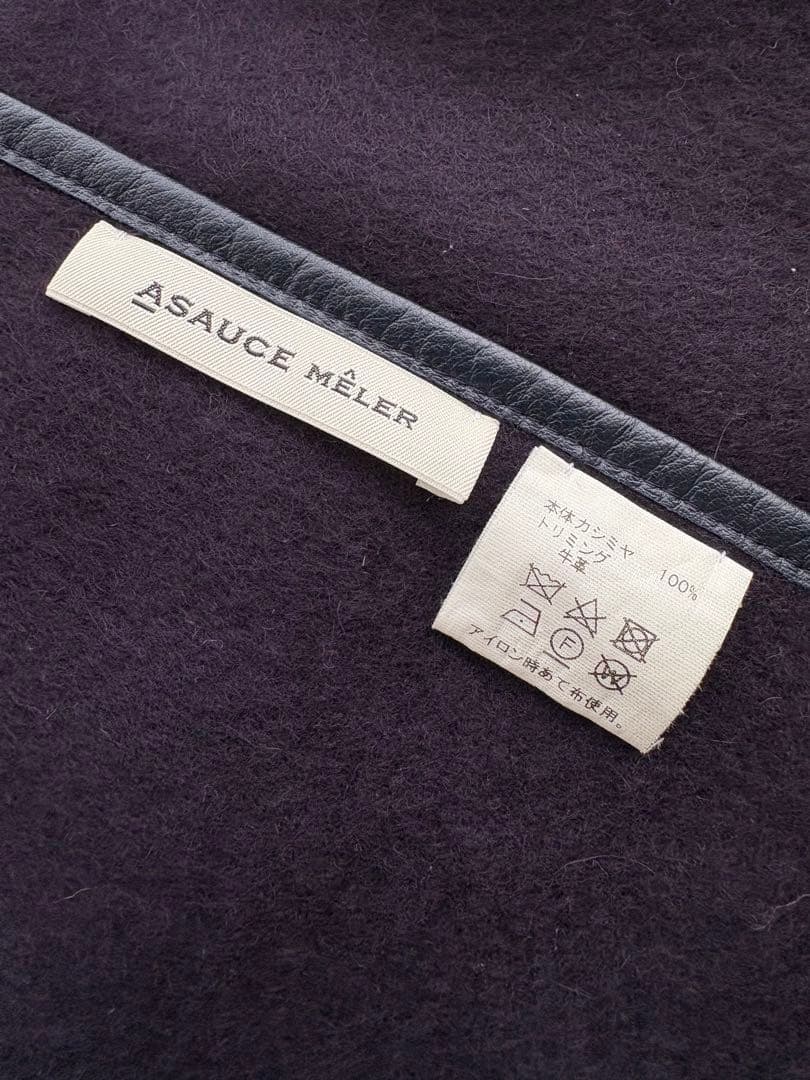 ASAUCE MÊLER
本体カシミヤ 100%
トリミング
牛革
F
W
アイロン時あて布使用。